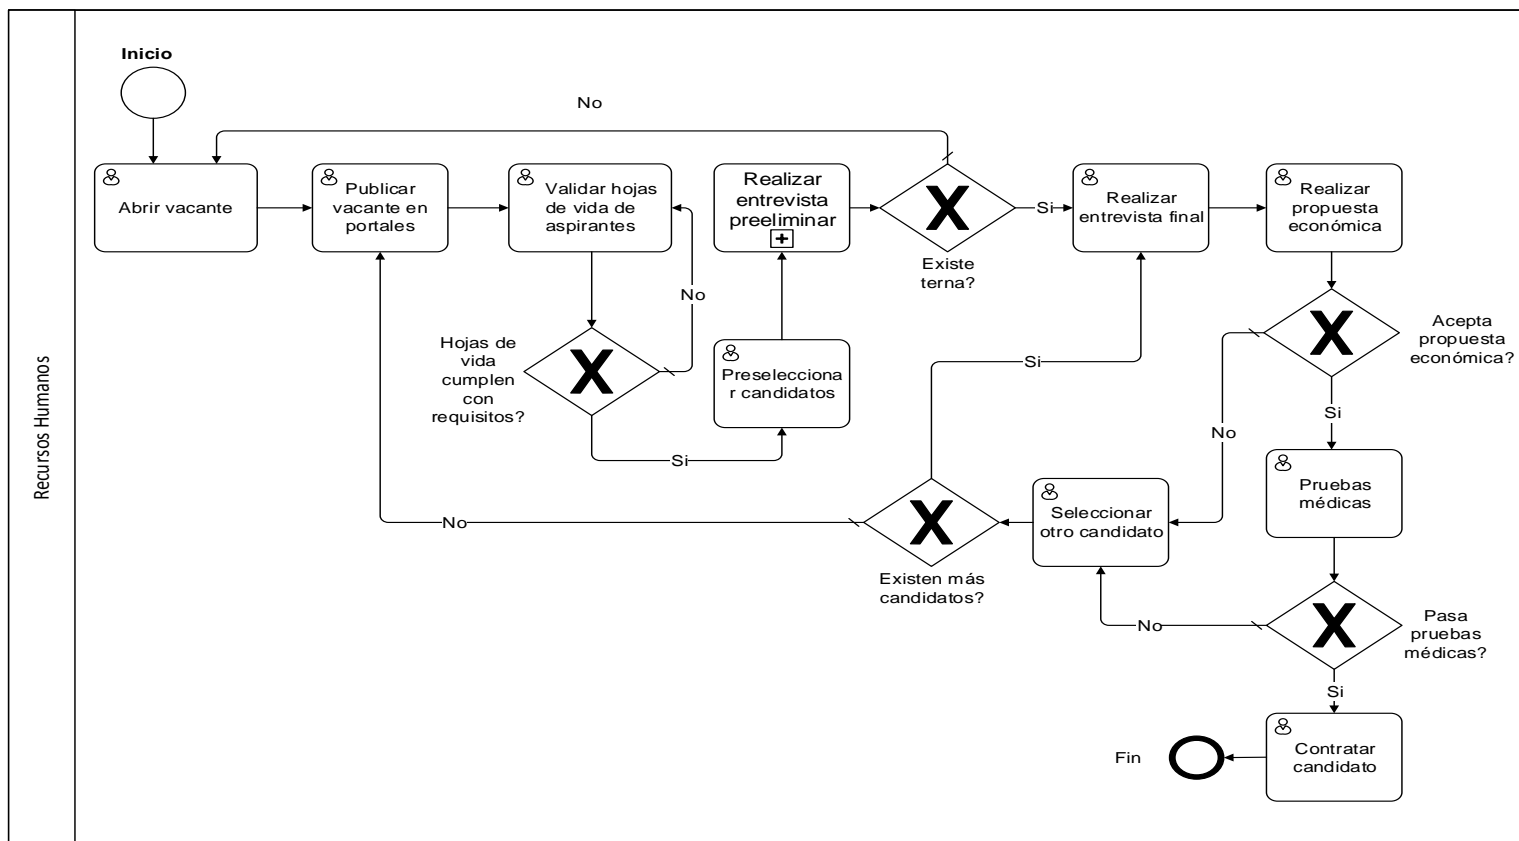 Recursos Humanos
Inicio
No
Abrir vacante
Publicar
vacante en
portales
Validar hojas
de vida de
aspirantes
Realizar
entrevista
preeliminar
Existe
terna?
Si
Realizar
entrevista final
Realizar
propuesta
económica
No
Hojas de
vida
cumplen
con
requisitos?
Si
Preselecciona
r candidatos
Si
Acepta
propuesta
económica?
Si
No
Pruebas
médicas
Seleccionar
otro candidato
Existen más
candidatos?
No
No
Pasa
pruebas
médicas?
Si
Contratar
candidato
Fin